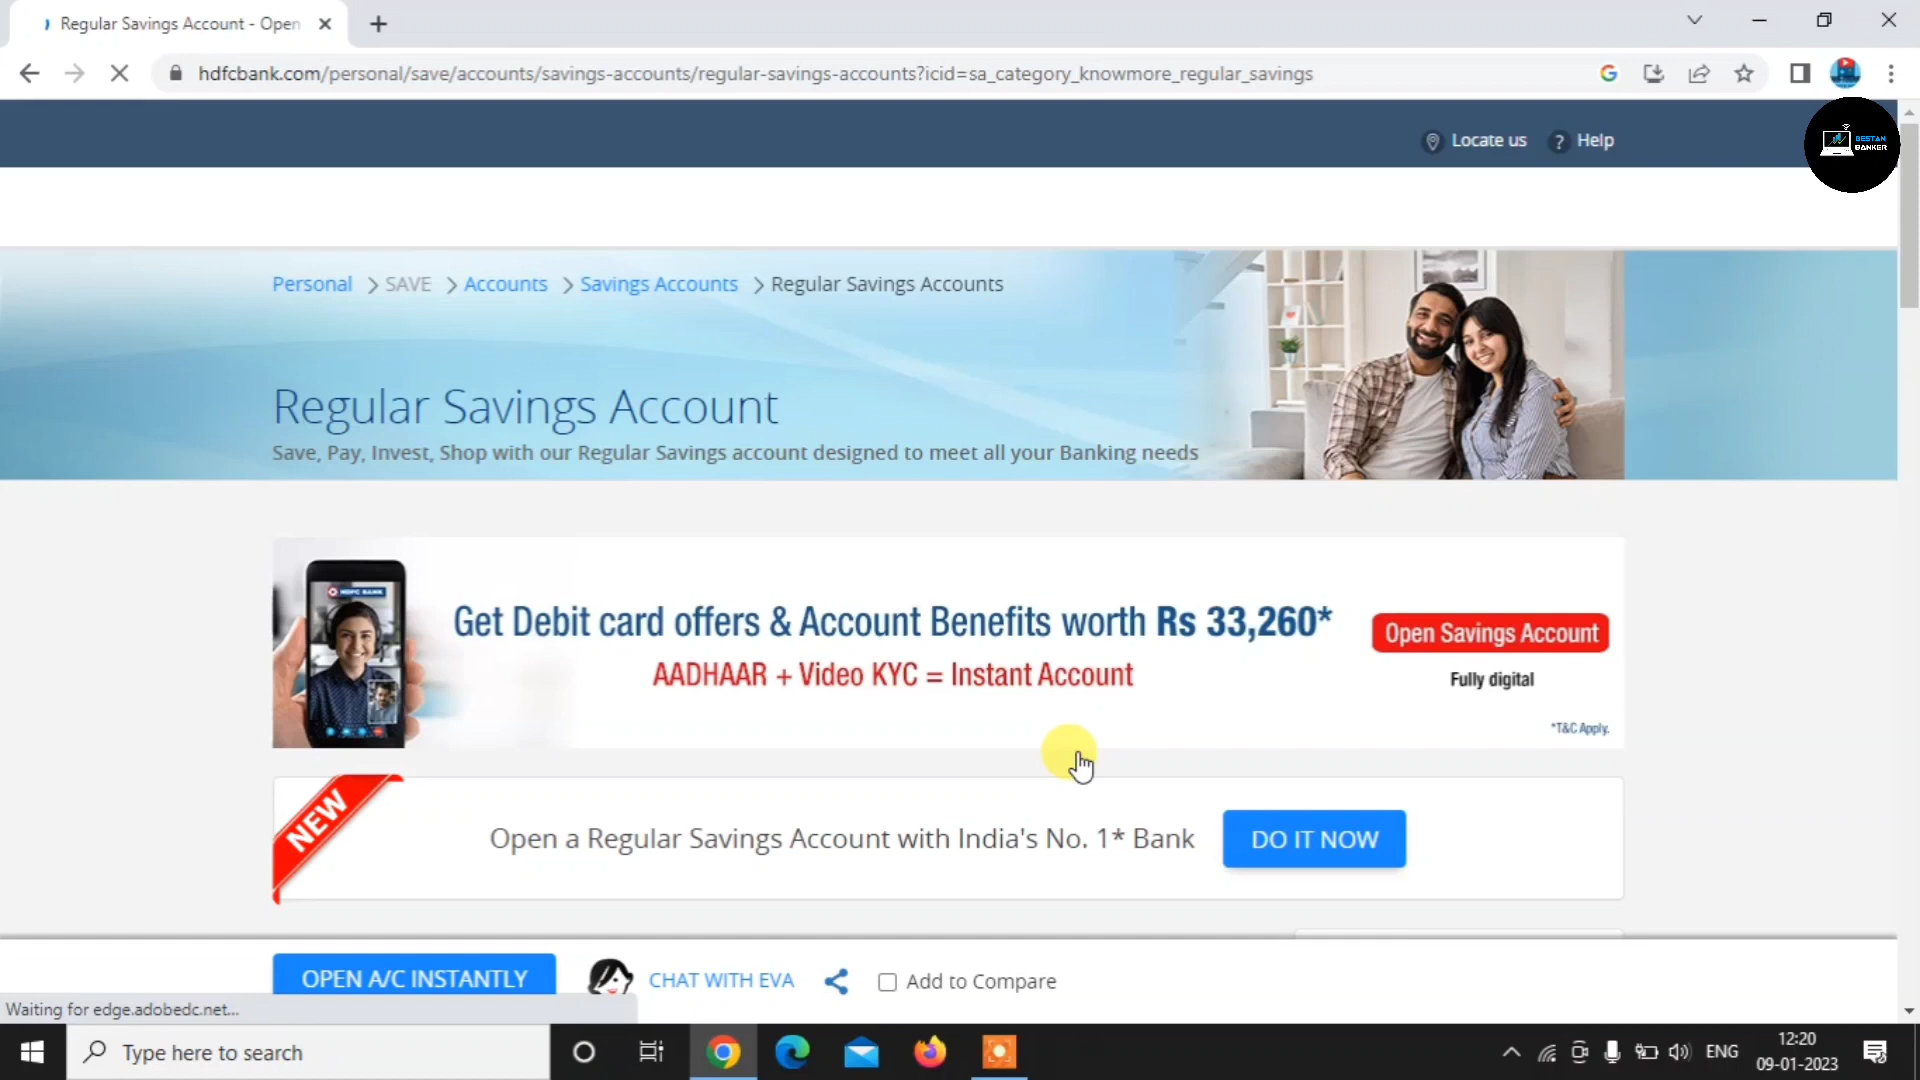 Regular Savings Account - Open
hdfcbank.com/personal/save/accounts/savings-accounts/regular-savings-accounts?icid=sa_category_knowmore_regular_savings
Locate us
? Help
BESTAN
BANKER
Personal > SAVE > Accounts > Savings Accounts > Regular Savings Accounts
Regular Savings Account
Save, Pay, Invest, Shop with our Regular Savings account designed to meet all your Banking needs
HDFC BANK
Get Debit card offers & Account Benefits worth Rs 33,260*
AADHAAR + Video KYC = Instant Account
Open Savings Account
Fully digital
*T&C Apply.
NEW
Open a Regular Savings Account with India's No. 1* Bank
DO IT NOW
OPEN A/C INSTANTLY
CHAT WITH EVA
Add to Compare
Waiting for edge.adobedc.net...
Type here to search
ENG
12:20
09-01-2023